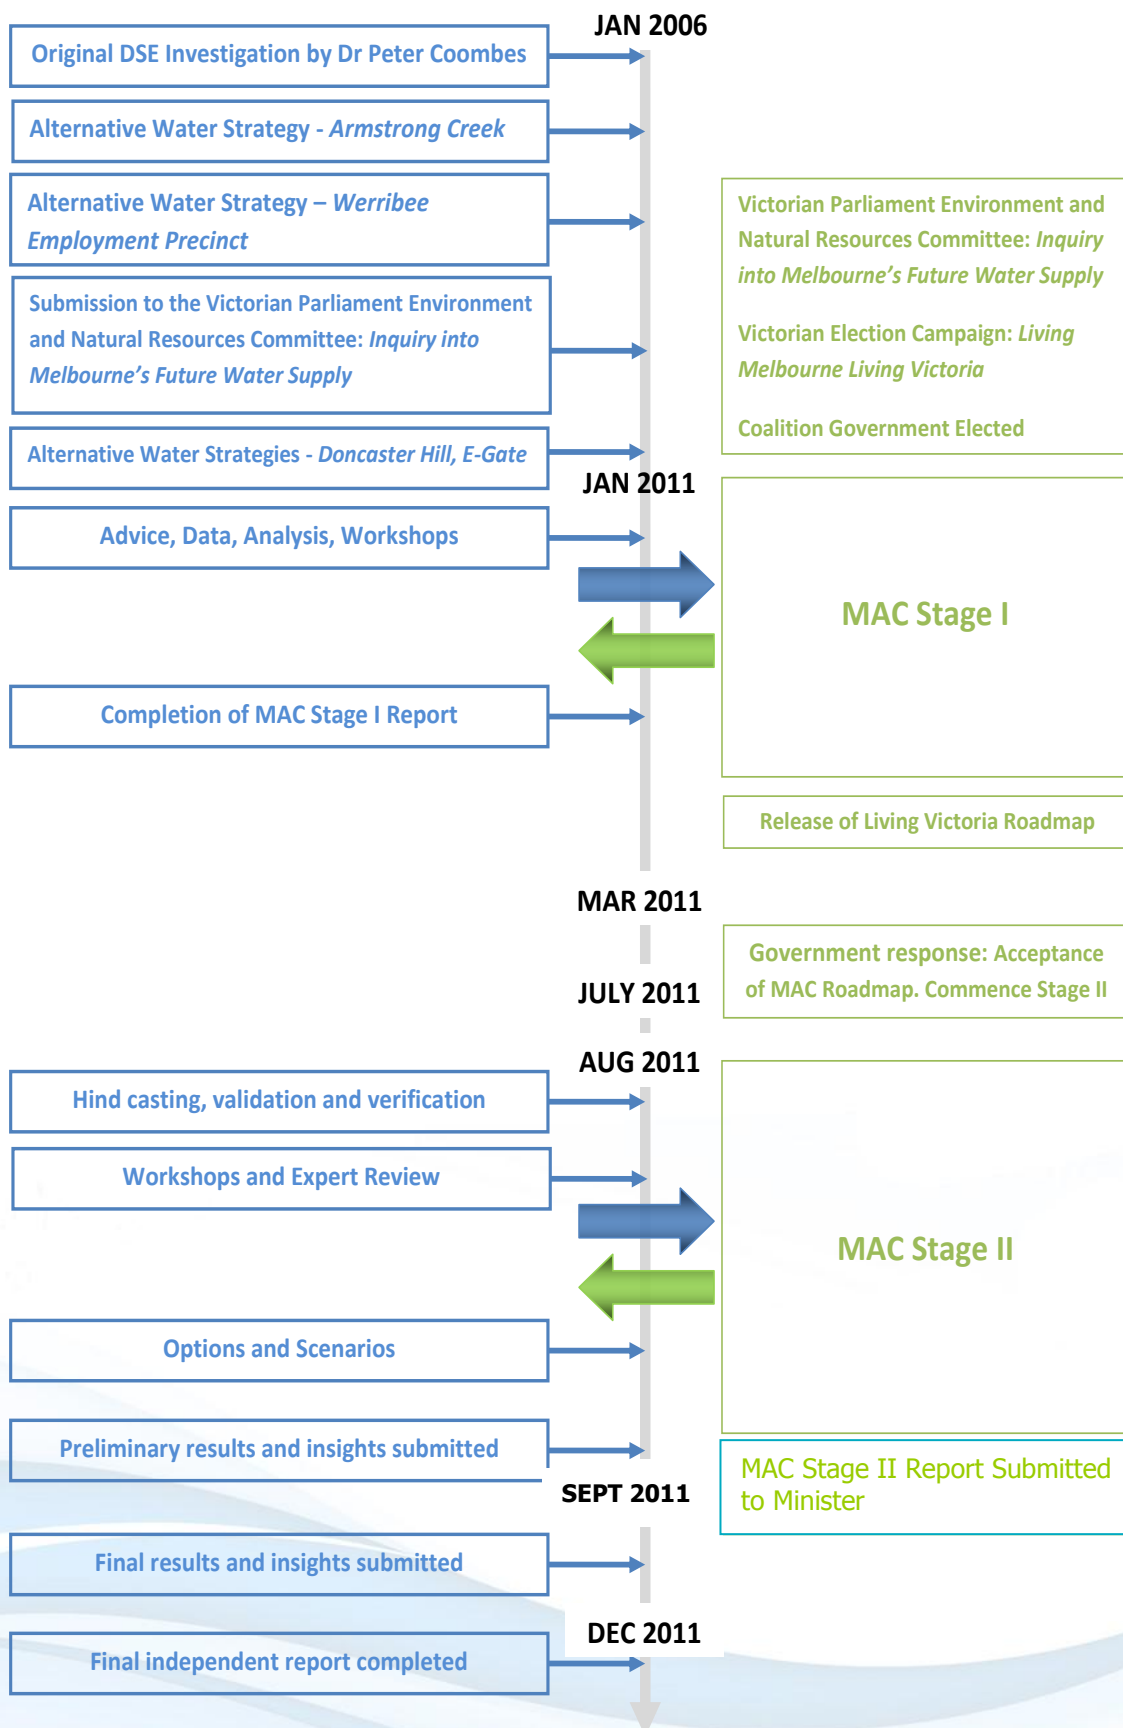 JAN 2006
Original DSE Investigation by Dr Peter Coombes
Alternative Water Strategy - Armstrong Creek
Alternative Water Strategy – Werribee
Employment Precinct
Victorian Parliament Environment and
Natural Resources Committee: Inquiry
into Melbourne's Future Water Supply
Victorian Election Campaign: Living
Melbourne Living Victoria
Coalition Government Elected
Submission to the Victorian Parliament Environment
and Natural Resources Committee: Inquiry into
Melbourne's Future Water Supply
Alternative Water Strategies - Doncaster Hill, E-Gate
JAN 2011
Advice, Data, Analysis, Workshops
MAC Stage I
Completion of MAC Stage I Report
Release of Living Victoria Roadmap
MAR 2011
Government response: Acceptance
of MAC Roadmap. Commence Stage II
JULY 2011
AUG 2011
Hind casting, validation and verification
Workshops and Expert Review
MAC Stage II
Options and Scenarios
Preliminary results and insights submitted
MAC Stage II Report Submitted
to Minister
SEPT 2011
Final results and insights submitted
DEC 2011
Final independent report completed